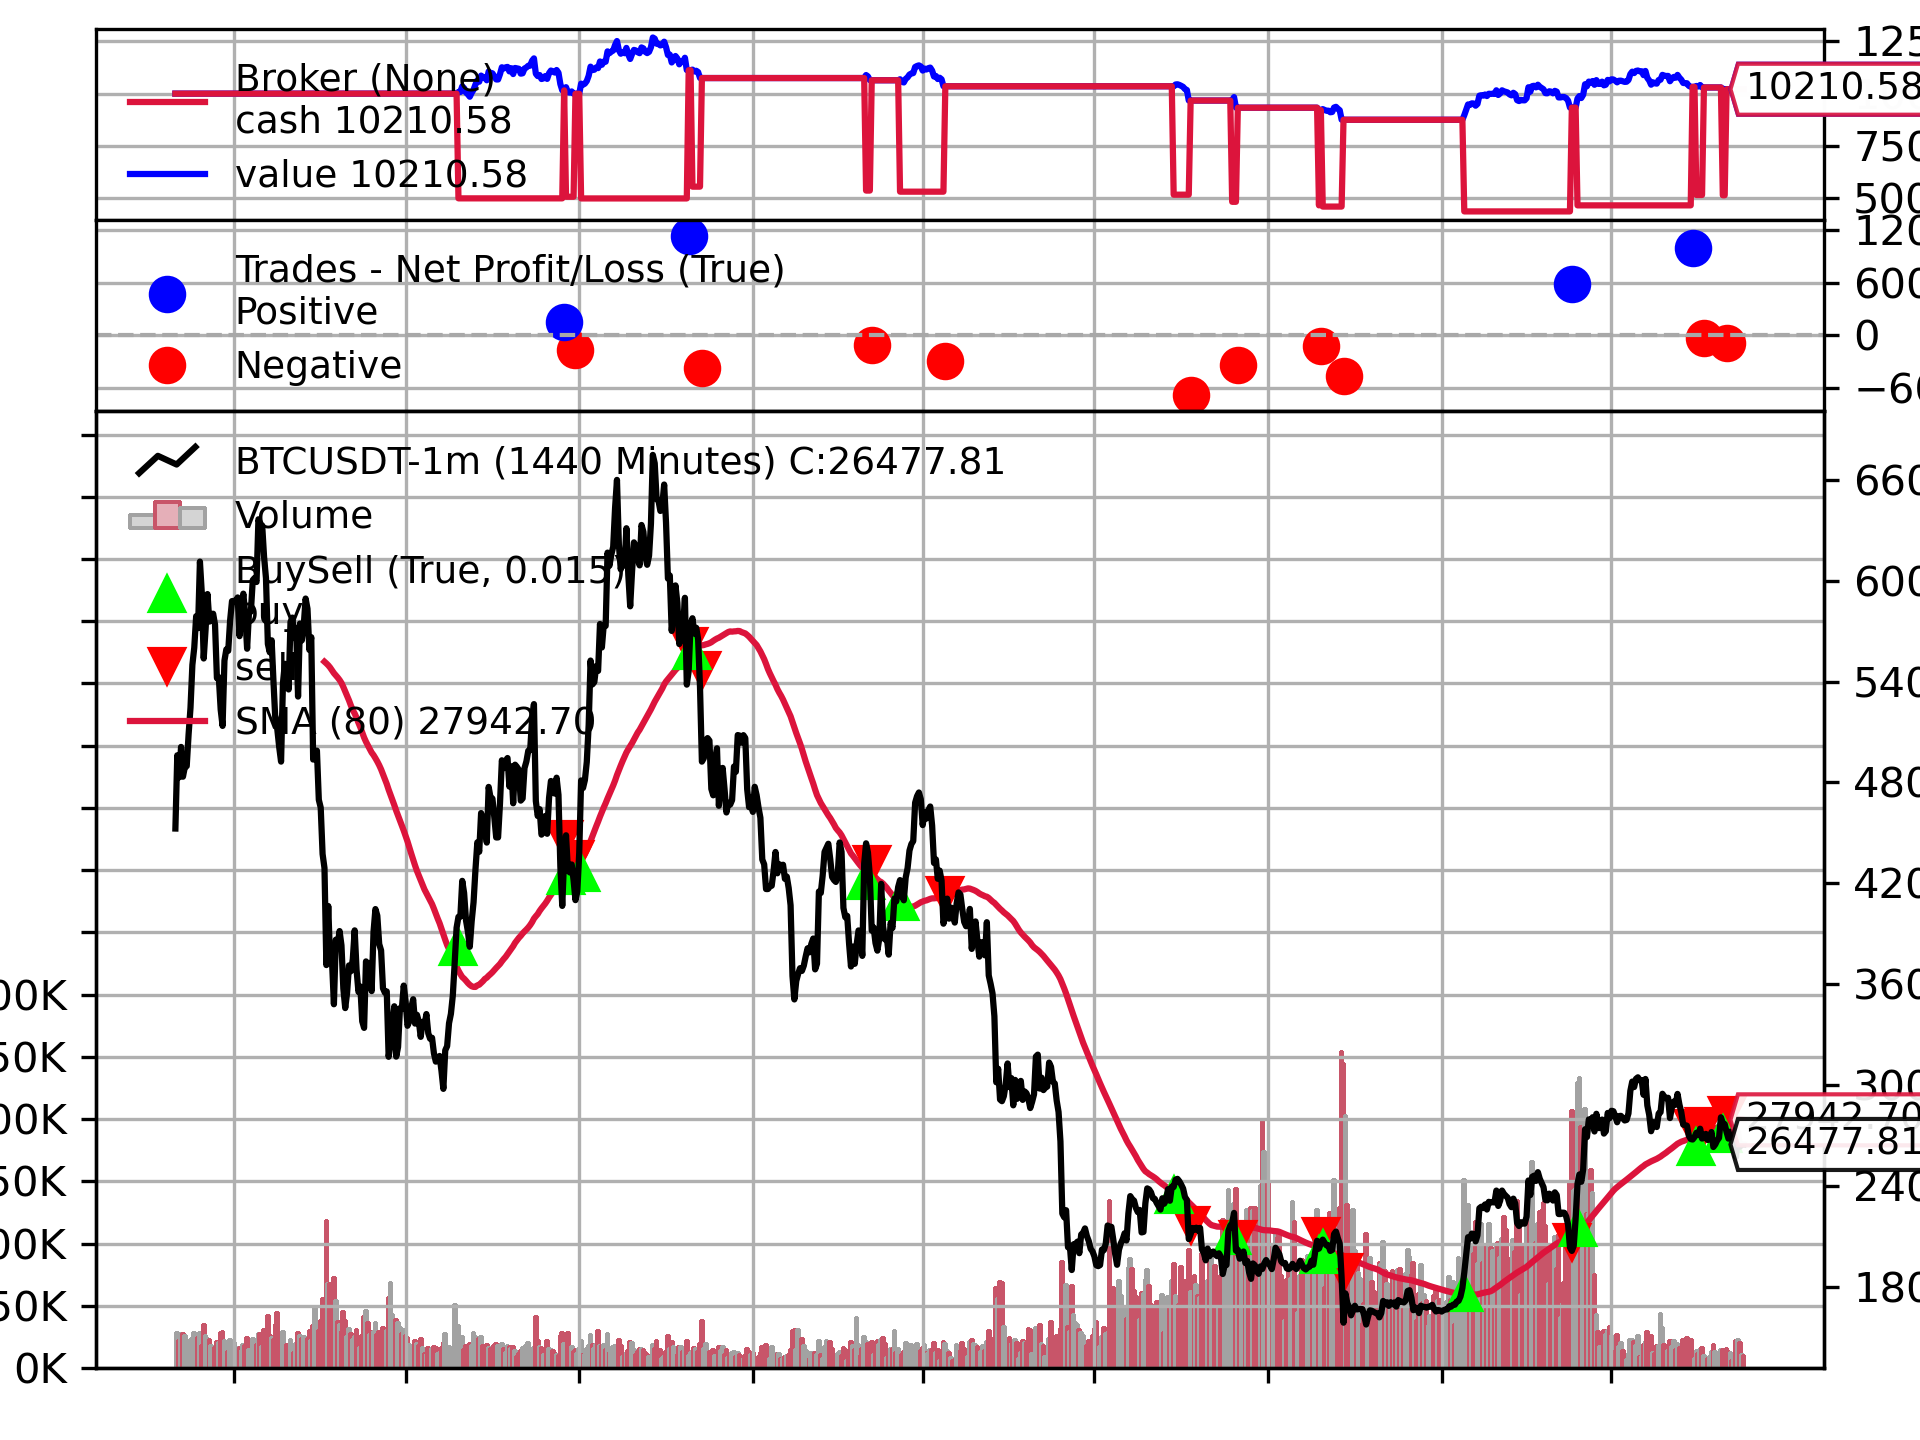 Broker (None)
cash 10210.58
value 10210.58
125
750
500
10210.58
Trades - Net Profit/Loss (True)
Positive
Negative
120
600
0
−60
BTCUSDT-1m (1440 Minutes) C:26477.81
Volume
BuySell (True, 0.015)
buy
sell
SMA (80) 27942.70
660
600
540
480
420
360
300
240
180
27942.70
26477.81
00K
50K
00K
50K
00K
50K
0K